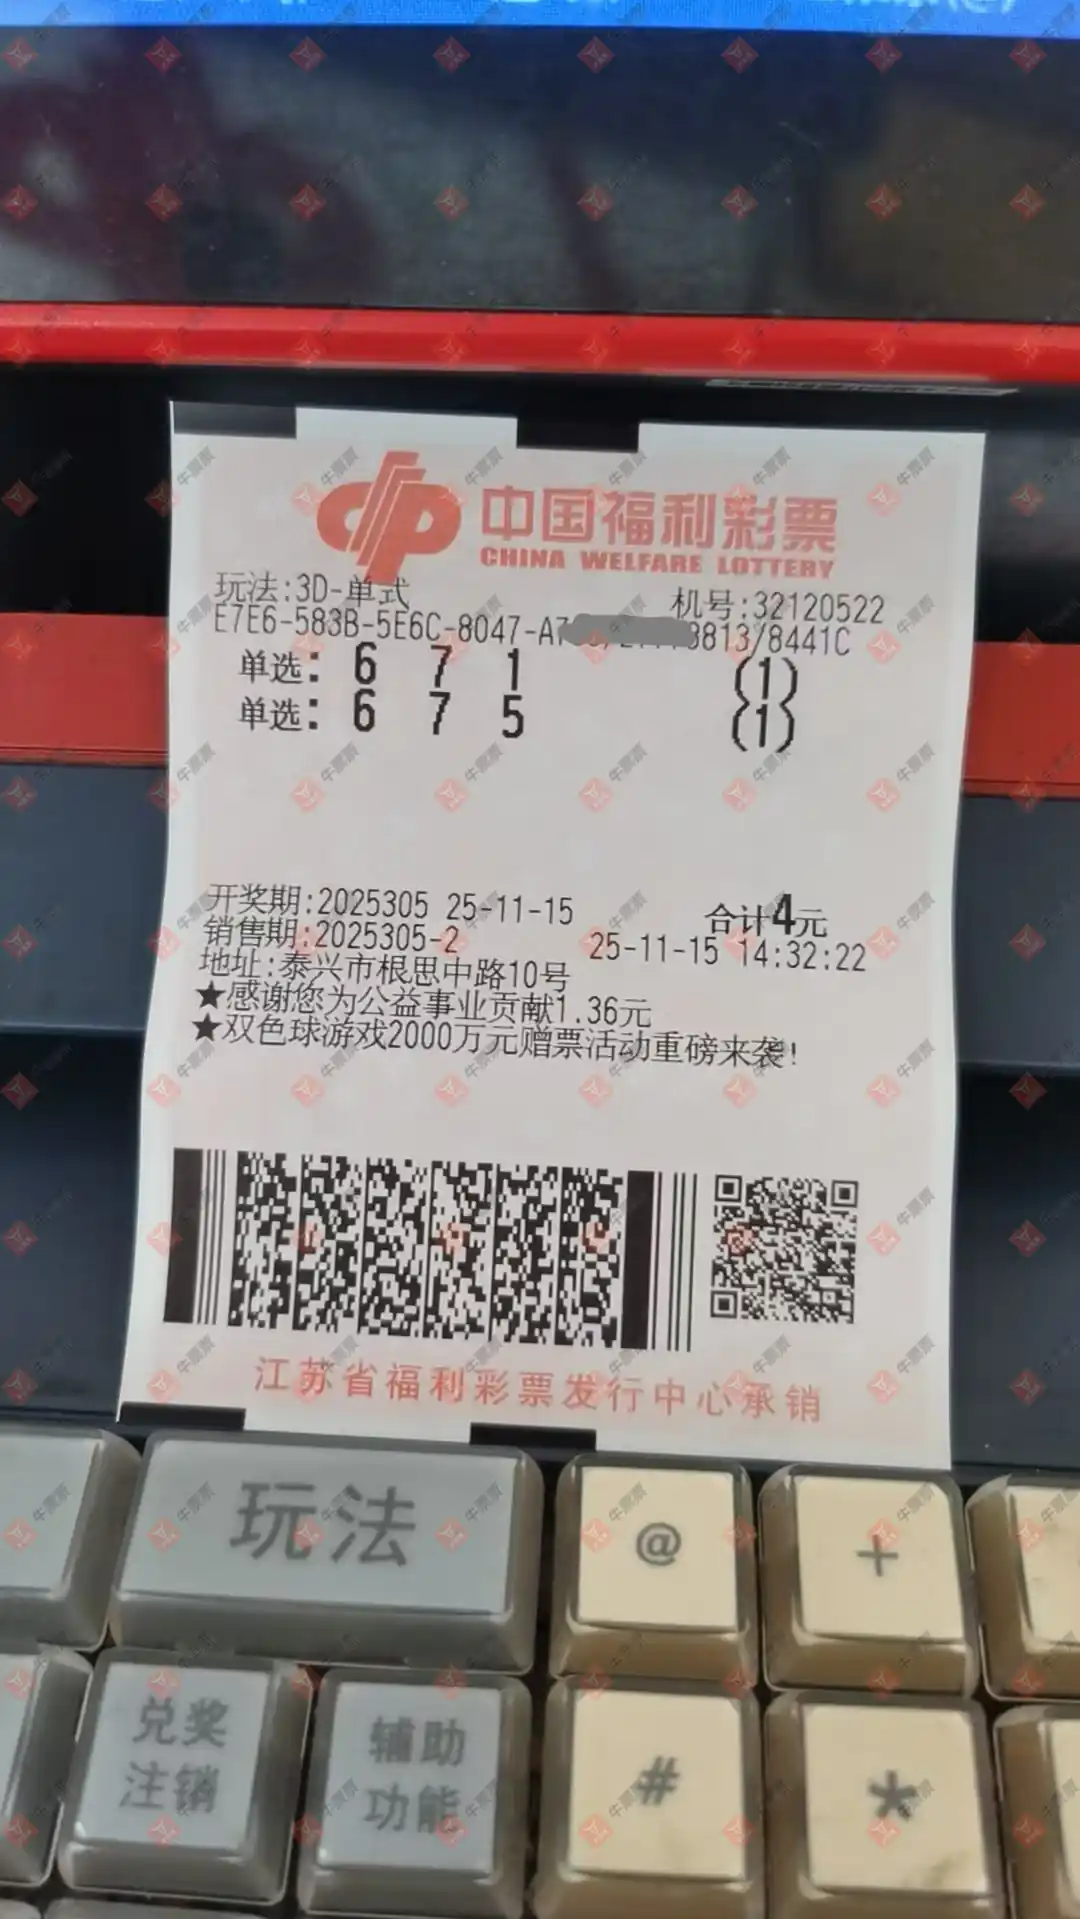 中国福利彩票
CHINA WELFARE LOTTERY
玩法:3D-单式
机号:32120522
E7E6-583B-5E6C-8047-A7 8813/8441C
单选: 6 7 1 (1)
单选: 6 7 5 (1)
开奖期:2025305 25-11-15 合计4元
销售期:2025305-2 25-11-15 14:32:22
地址:泰兴市根思中路10号
★感谢您为公益事业贡献1.36元
★双色球游戏2000万元赠票活动重磅来袭!
江苏省福利彩票发行中心承销
玩法 @ +
兑奖 注销
辅助 功能
# *
牛票票